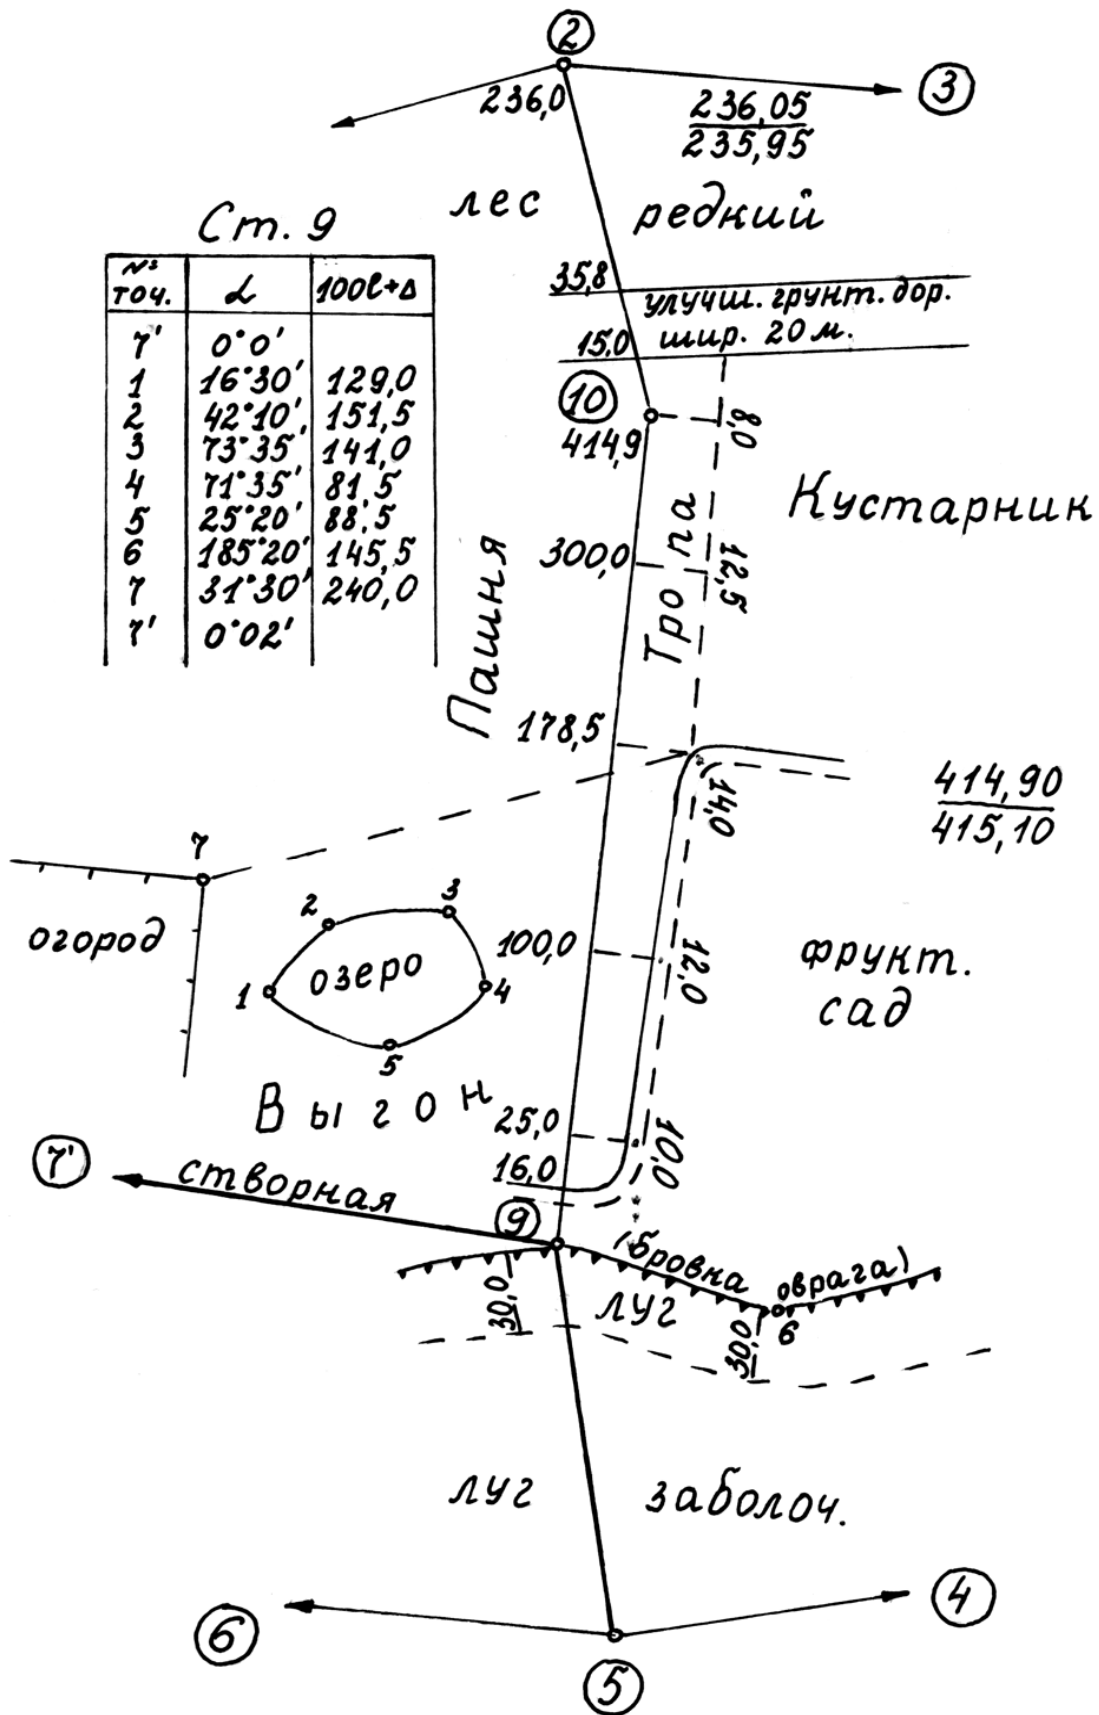 2
3
236,0
236,05
235,95
лес редкий
Ст. 9
№ точ. α 100ℓ+Δ
7' 0°0'
1 16°30' 129,0
2 42°10' 151,5
3 73°35' 141,0
4 71°35' 81,5
5 25°20' 88,5
6 185°20' 145,5
7 31°30' 240,0
7' 0°02'
35,8
улучш. грунт. дор.
шир. 20 м.
15,0
10
8,0
414,9
Кустарник
Пашня
Тропа
300,0
12,5
178,5
14,0
414,90
415,10
7
огород
2
3
озеро
1
4
5
100,0
12,0
фрукт.
сад
Выгон
25,0
10,0
16,0
7'
створная
9
(бровка оврага)
30,0
луг
6
30,0
луг заболоч.
4
6
5